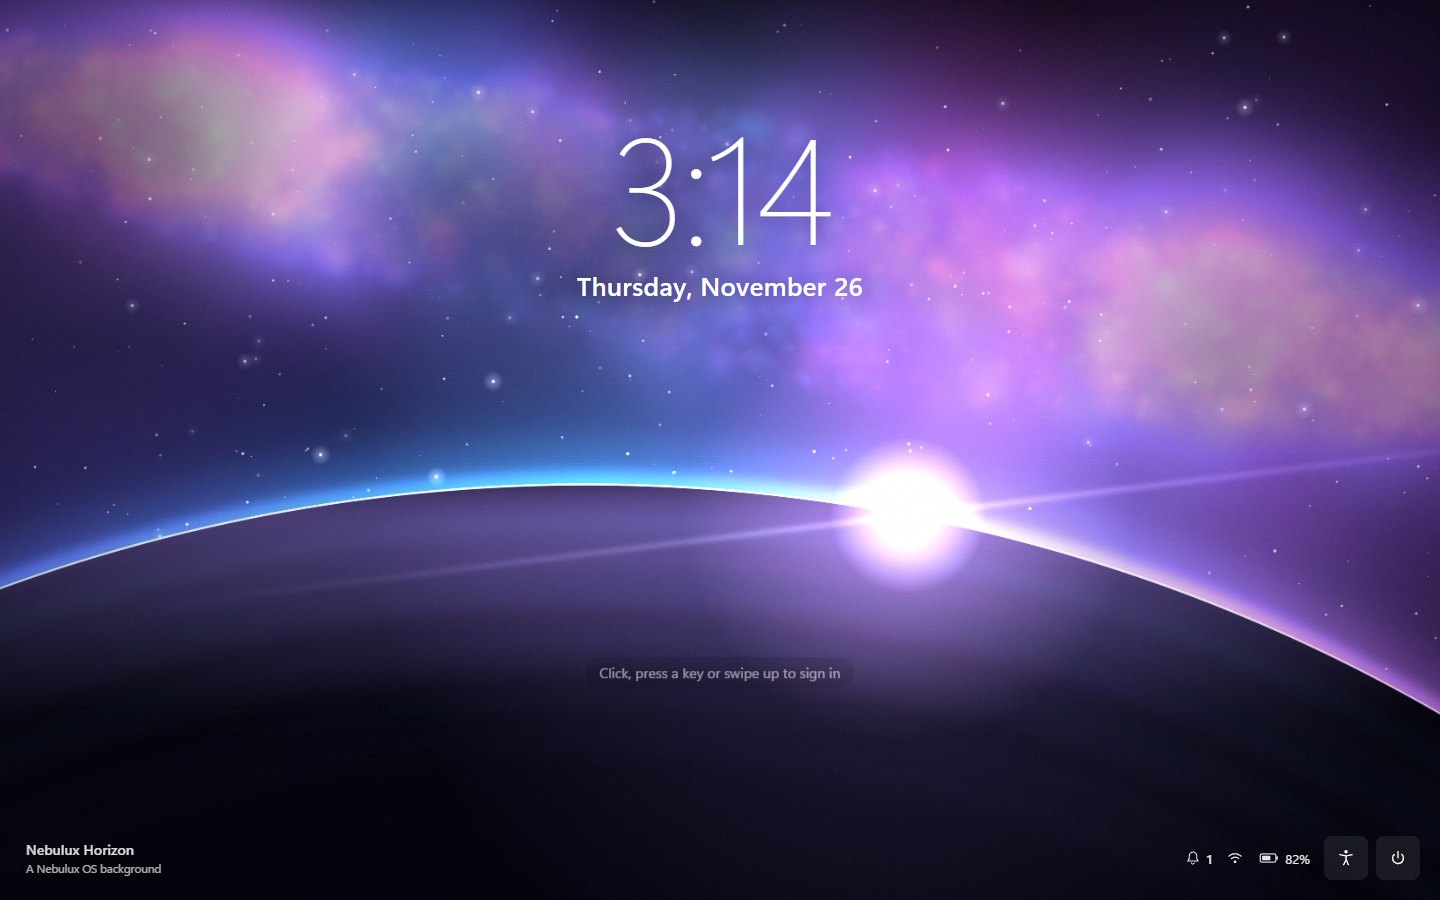 3:14
Thursday, November 26
Click, press a key or swipe up to sign in
Nebulux Horizon
A Nebulux OS background
1
82%